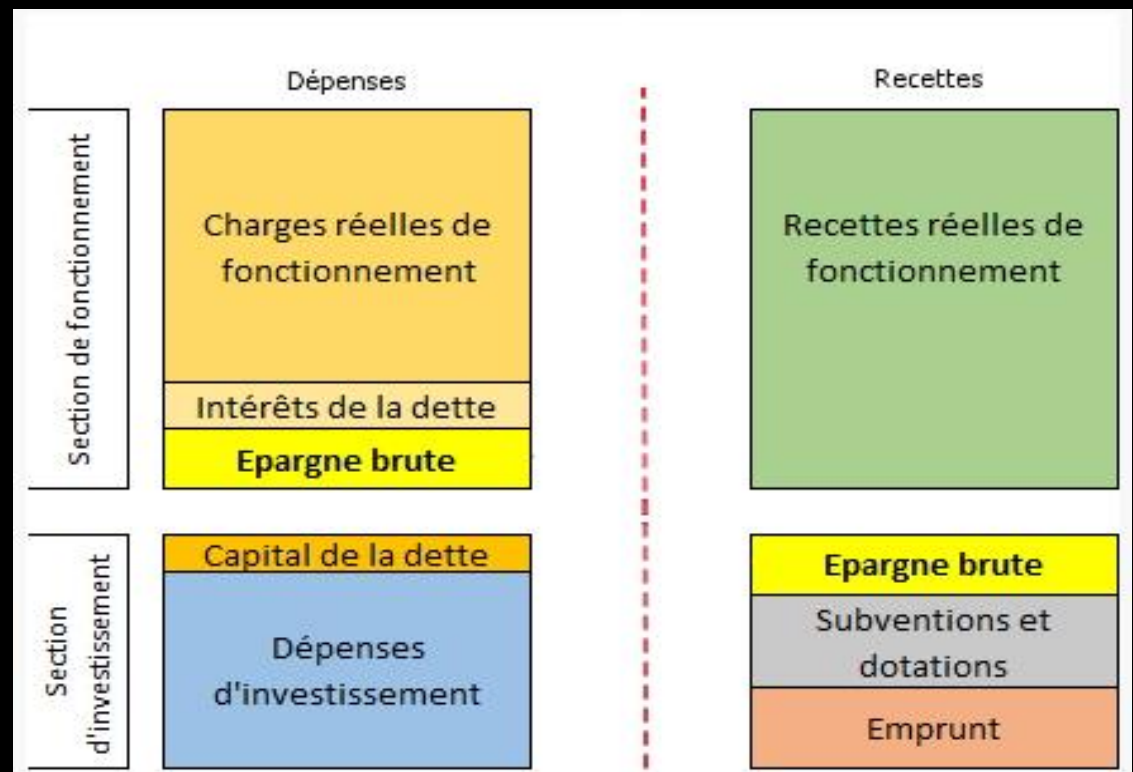 Dépenses
Recettes
Section de fonctionnement
Charges réelles de
fonctionnement
Intérêts de la dette
Epargne brute
Recettes réelles de
fonctionnement
Section
d'investissement
Capital de la dette
Dépenses
d'investissement
Epargne brute
Subventions et
dotations
Emprunt